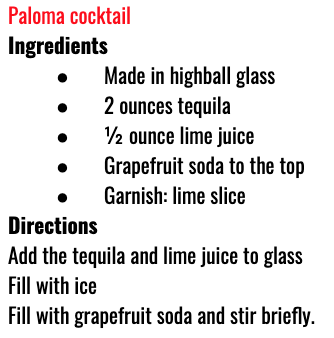 Paloma cocktail
Ingredients
● Made in highball glass
● 2 ounces tequila
● ½ ounce lime juice
● Grapefruit soda to the top
● Garnish: lime slice
Directions
Add the tequila and lime juice to glass
Fill with ice
Fill with grapefruit soda and stir briefly.